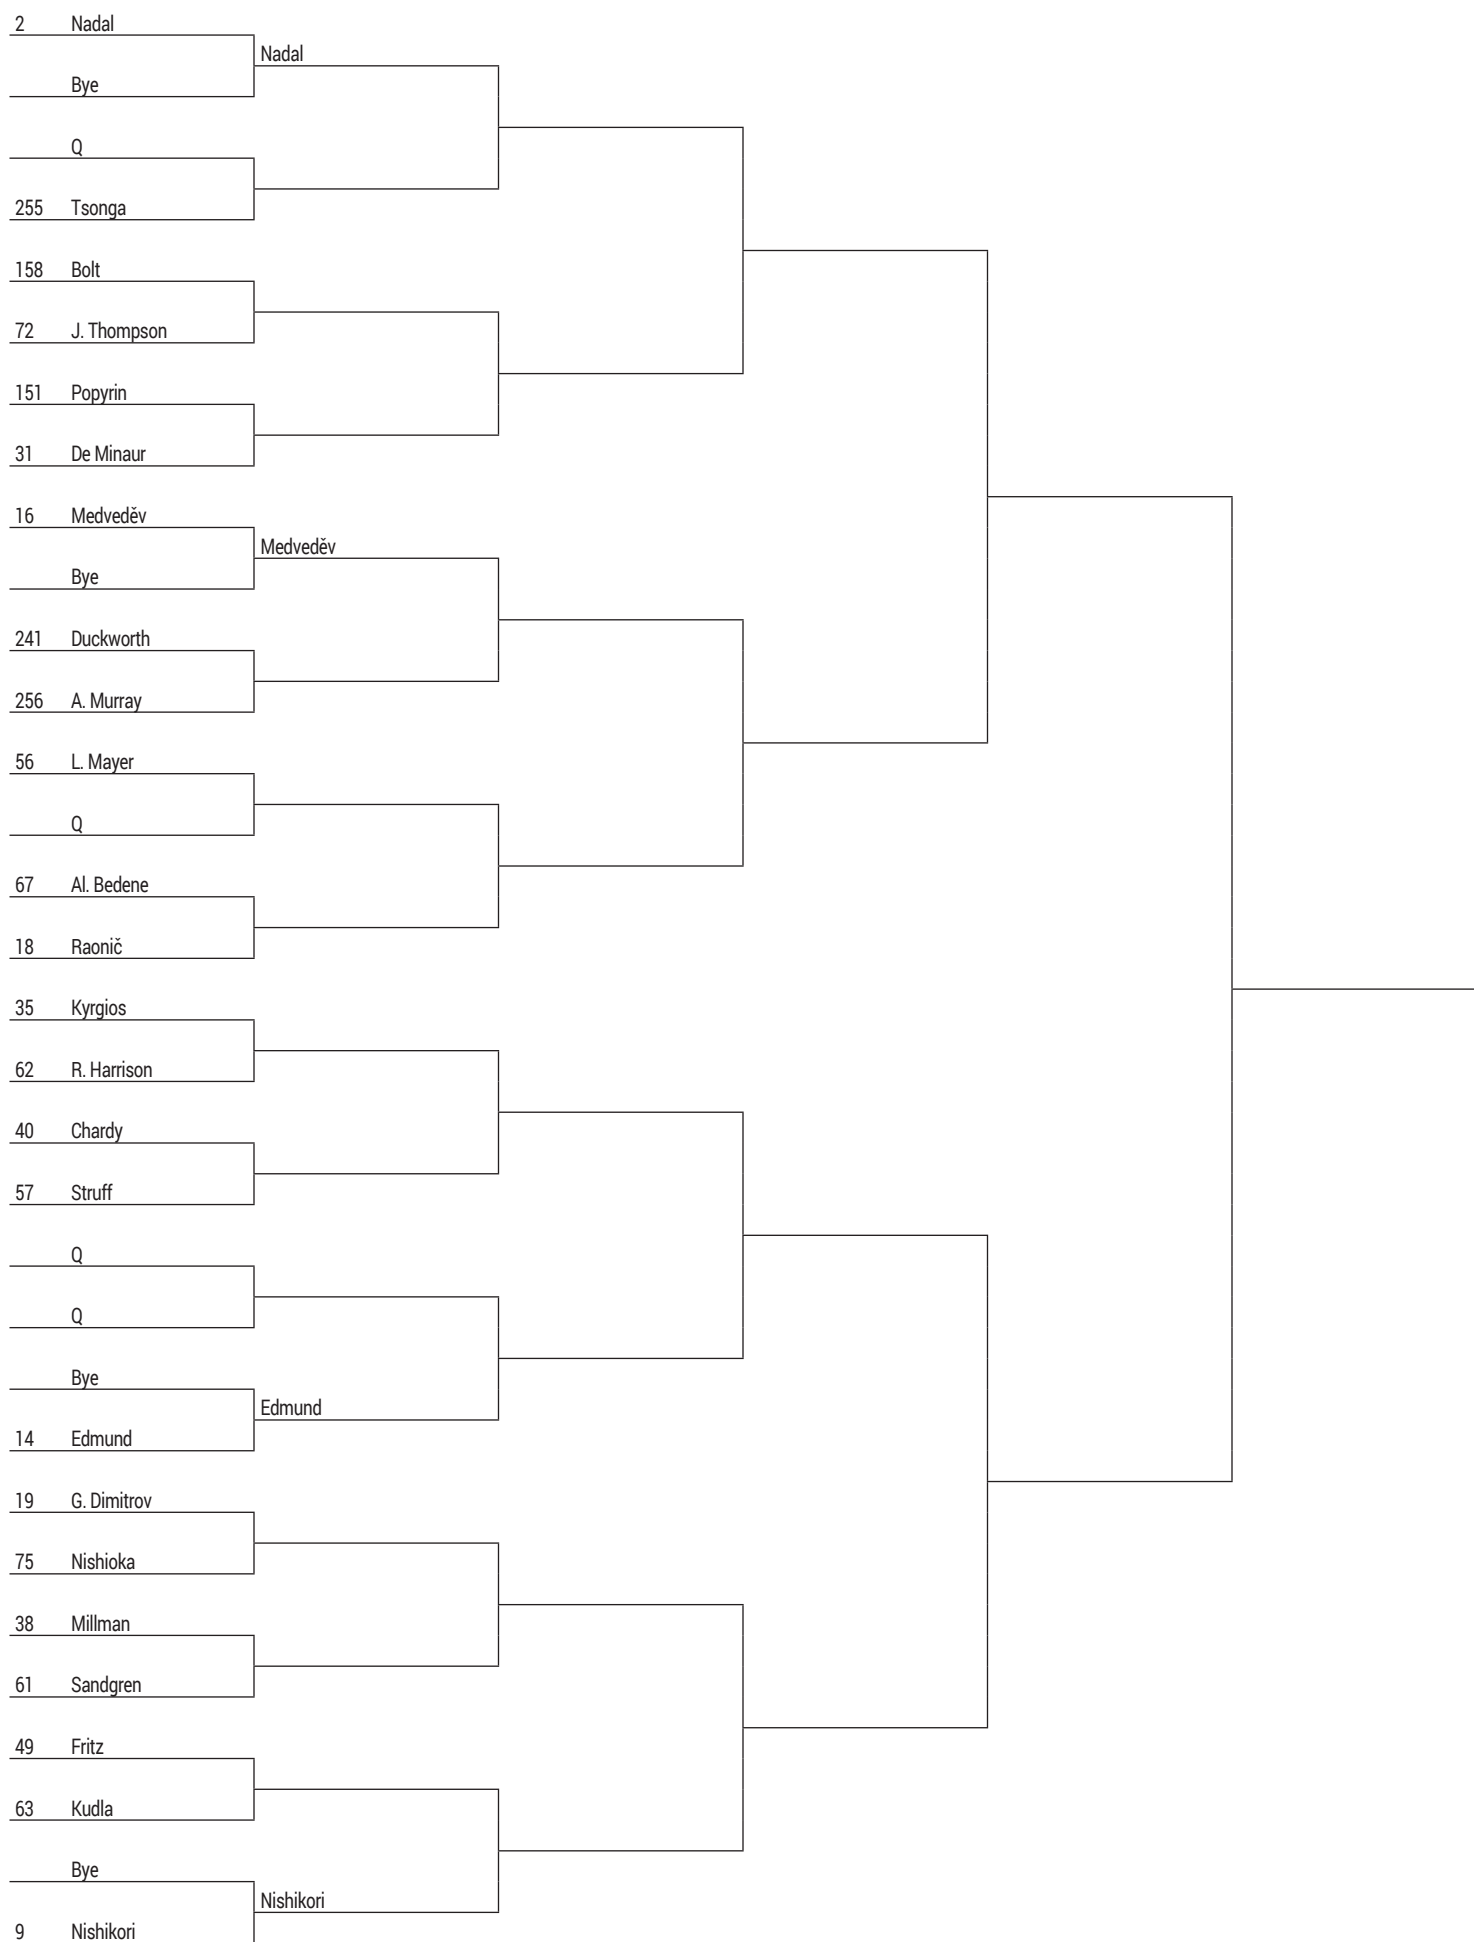 2 Nadal
Nadal
Bye
Q
255 Tsonga
158 Bolt
72 J. Thompson
151 Popyrin
31 De Minaur
16 Medveděv
Medveděv
Bye
241 Duckworth
256 A. Murray
56 L. Mayer
Q
67 Al. Bedene
18 Raonič
35 Kyrgios
62 R. Harrison
40 Chardy
57 Struff
Q
Q
Bye
Edmund
14 Edmund
19 G. Dimitrov
75 Nishioka
38 Millman
61 Sandgren
49 Fritz
63 Kudla
Bye
Nishikori
9 Nishikori